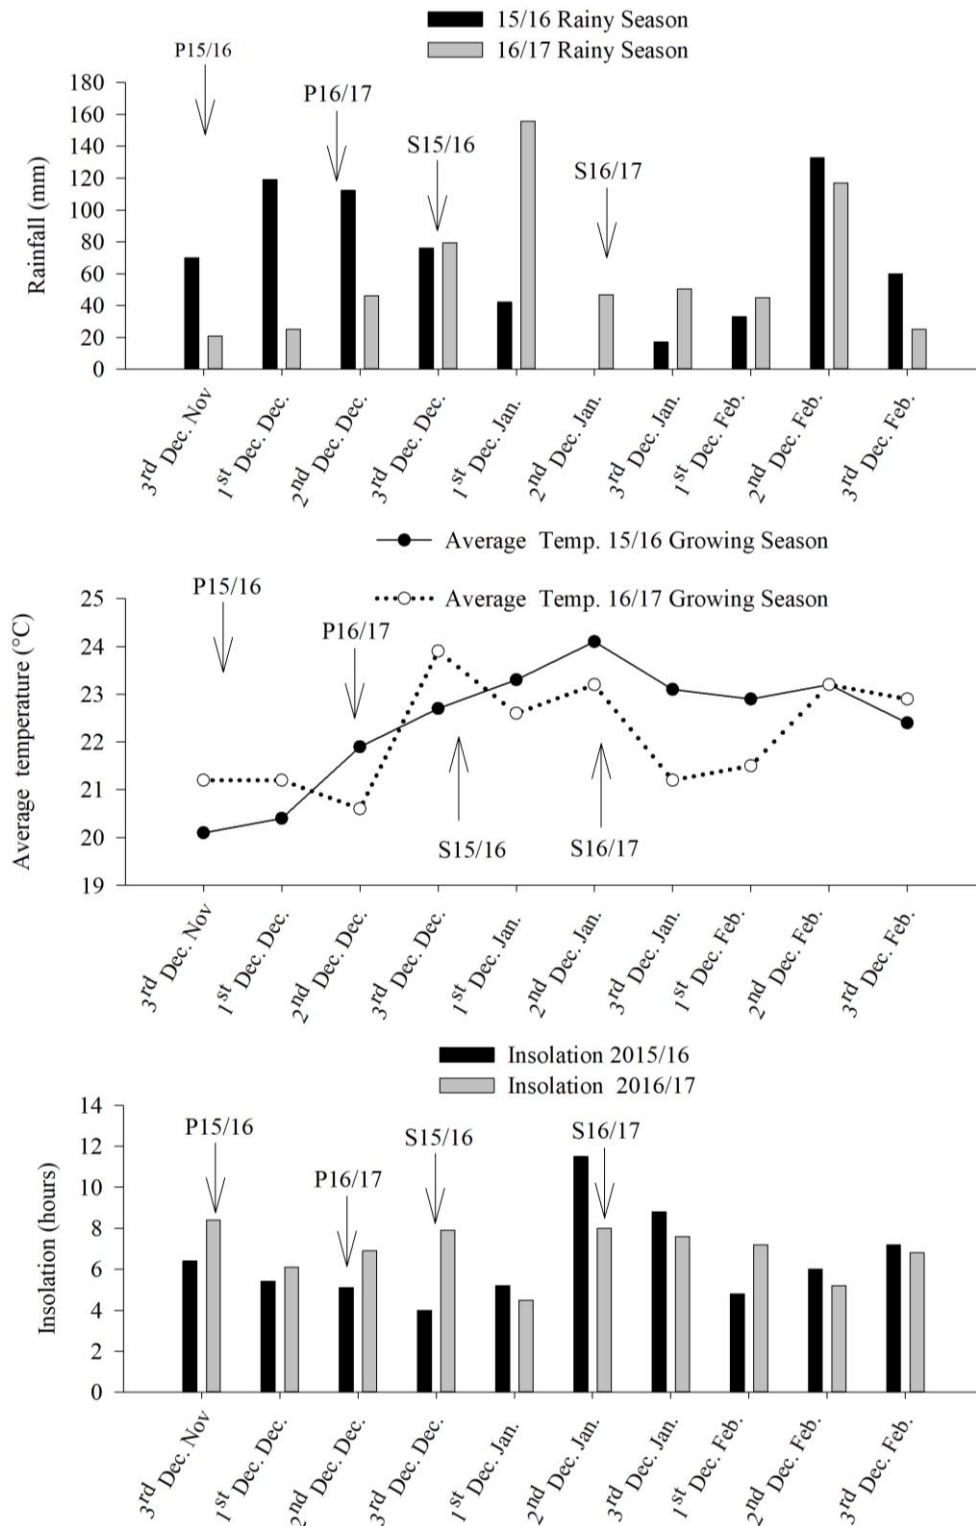 15/16 Rainy Season
16/17 Rainy Season
P15/16
P16/17
S15/16
S16/17
Rainfall (mm)
180
160
140
120
100
80
60
40
20
0
3rd Dec. Nov
1st Dec. Dec.
2nd Dec. Dec.
3rd Dec. Dec.
1st Dec. Jan.
2nd Dec. Jan.
3rd Dec. Jan.
1st Dec. Feb.
2nd Dec. Feb.
3rd Dec. Feb.
Average Temp. 15/16 Growing Season
Average Temp. 16/17 Growing Season
P15/16
P16/17
S15/16
S16/17
Average temperature (°C)
25
24
23
22
21
20
19
3rd Dec. Nov
1st Dec. Dec.
2nd Dec. Dec.
3rd Dec. Dec.
1st Dec. Jan.
2nd Dec. Jan.
3rd Dec. Jan.
1st Dec. Feb.
2nd Dec. Feb.
3rd Dec. Feb.
Insolation 2015/16
Insolation 2016/17
P15/16
P16/17
S15/16
S16/17
Insolation (hours)
14
12
10
8
6
4
2
0
3rd Dec. Nov
1st Dec. Dec.
2nd Dec. Dec.
3rd Dec. Dec.
1st Dec. Jan.
2nd Dec. Jan.
3rd Dec. Jan.
1st Dec. Feb.
2nd Dec. Feb.
3rd Dec. Feb.